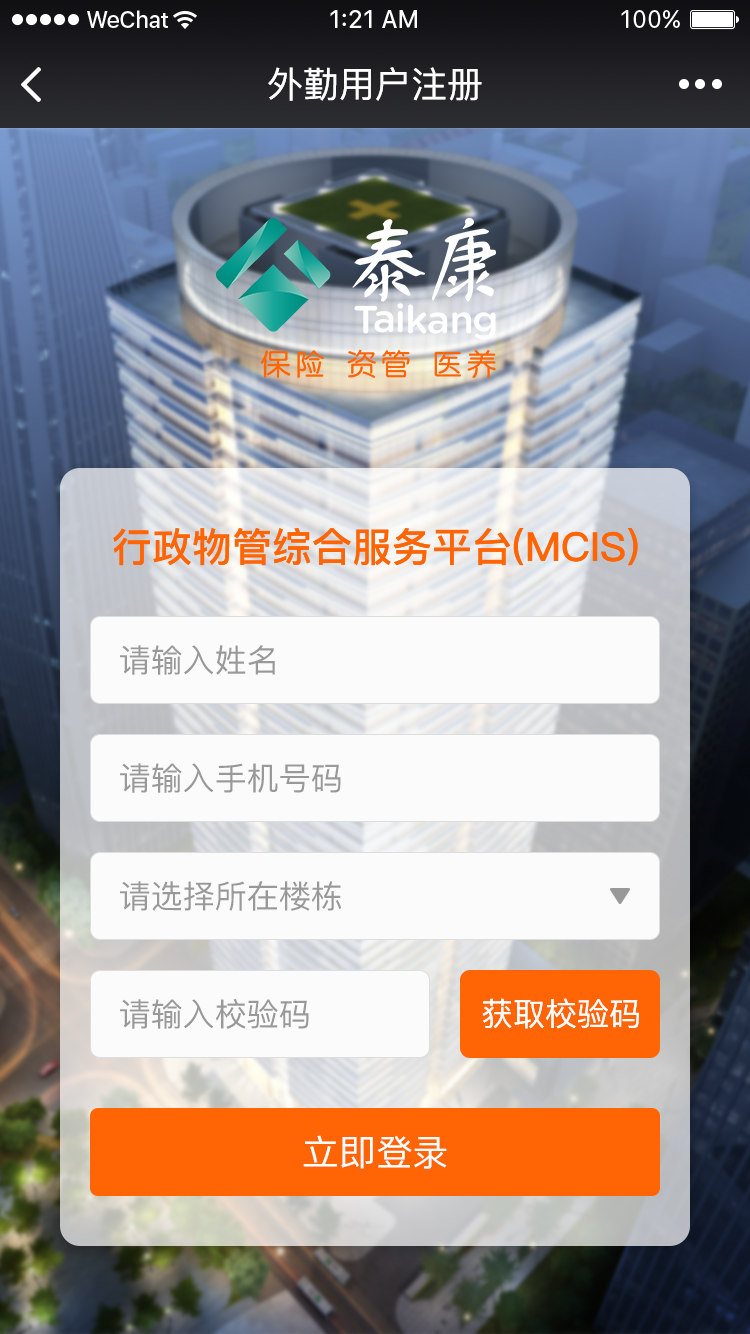 WeChat 1:21 AM 100%
外勤用户注册
泰康
Taikang
保险 资管 医养
行政物管综合服务平台(MCIS)
请输入姓名
请输入手机号码
请选择所在楼栋
请输入校验码 获取校验码
立即登录